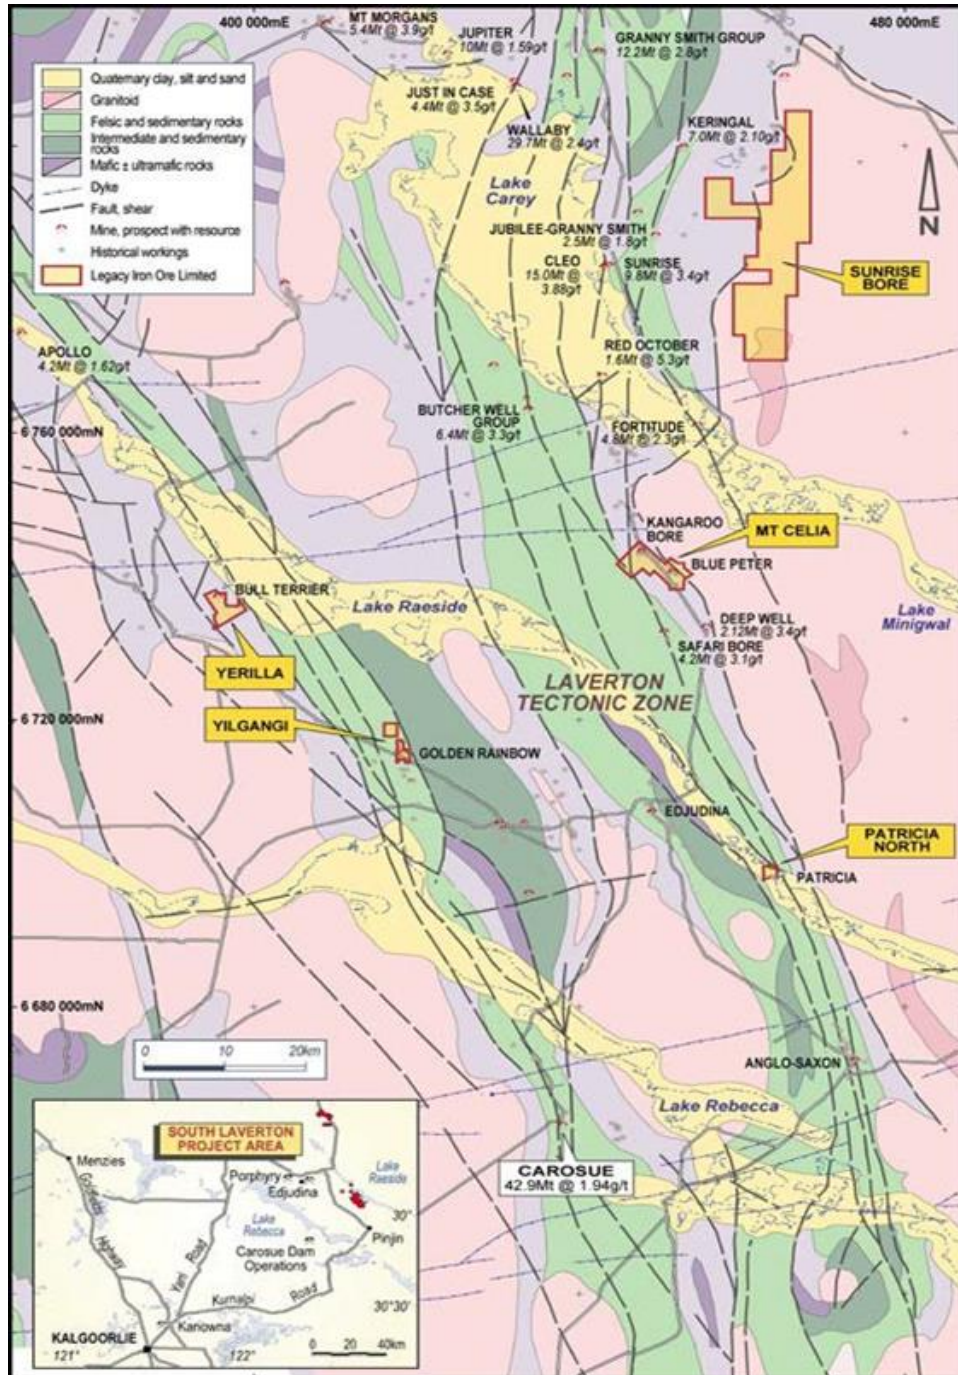 400 000mE
480 000mE
MT MORGANS
5.4Mt @ 3.9g/t
JUPITER
10Mt @ 1.59g/t
GRANNY SMITH GROUP
12.2Mt @ 2.8g/t
Quaternary clay, silt and sand
Granitoid
Felsic and sedimentary rocks
Intermediate and sedimentary
rocks
Mafic ± ultramafic rocks
Dyke
Fault, shear
Mine, prospect with resource
Historical workings
Legacy Iron Ore Limited
JUST IN CASE
4.4Mt @ 3.5g/t
WALLABY
29.7Mt @ 2.4g/t
KERINGAL
7.0Mt @ 2.10g/t
Lake
Carey
N
JUBILEE-GRANNY SMITH
2.5Mt @ 1.8g/t
CLEO
15.0Mt @
3.88g/t
SUNRISE
9.8Mt @ 3.4g/t
SUNRISE
BORE
RED OCTOBER
1.6Mt @ 5.3g/t
APOLLO
4.2Mt @ 1.62g/t
BUTCHER WELL
GROUP
6.4Mt @ 3.3g/t
FORTITUDE
4.8Mt @ 2.3g/t
6 760 000mN
KANGAROO
BORE
MT CELIA
BLUE PETER
BULL TERRIER
Lake Raeside
Lake
Minigwal
DEEP WELL
2.12Mt @ 3.4g/t
SAFARI BORE
4.2Mt @ 3.1g/t
YERILLA
LAVERTON
TECTONIC ZONE
6 720 000mN
YILGANGI
GOLDEN RAINBOW
EDJUDINA
PATRICIA
NORTH
PATRICIA
6 680 000mN
0 10 20km
ANGLO-SAXON
Lake Rebecca
CAROSUE
42.9Mt @ 1.94g/t
SOUTH LAVERTON
PROJECT AREA
Menzies
Porphyry
Edjudina
Lake
Raeside
30°
Goldfields
Highway
Yarri Road
Lake
Rebecca
Pinjin
Carosue Dam
Operations
Kurnalpi Road
30°30'
Kanowna
KALGOORLIE
121°
122°
0 20 40km